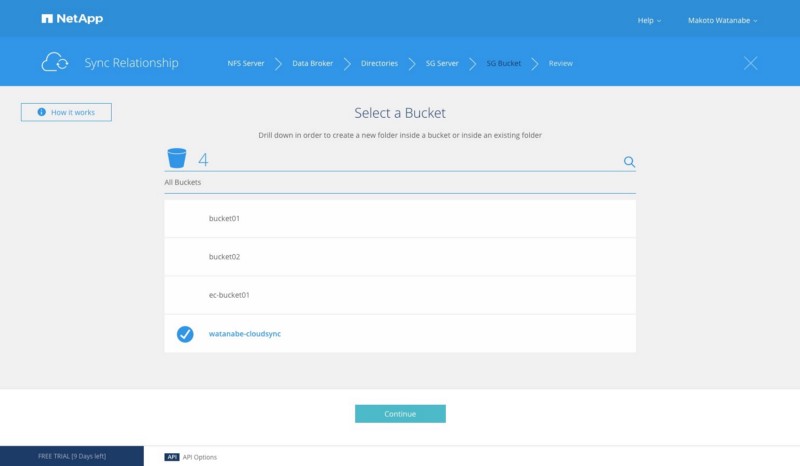 NetApp
Help
Makoto Watanabe
Sync Relationship
NFS Server
Data Broker
Directories
SG Server
SG Bucket
Review
How it works
Select a Bucket
Drill down in order to create a new folder inside a bucket or inside an existing folder
4
All Buckets
bucket01
bucket02
ec-bucket01
watanabe-cloudsync
Continue
FREE TRIAL [9 Days left]
API API Options